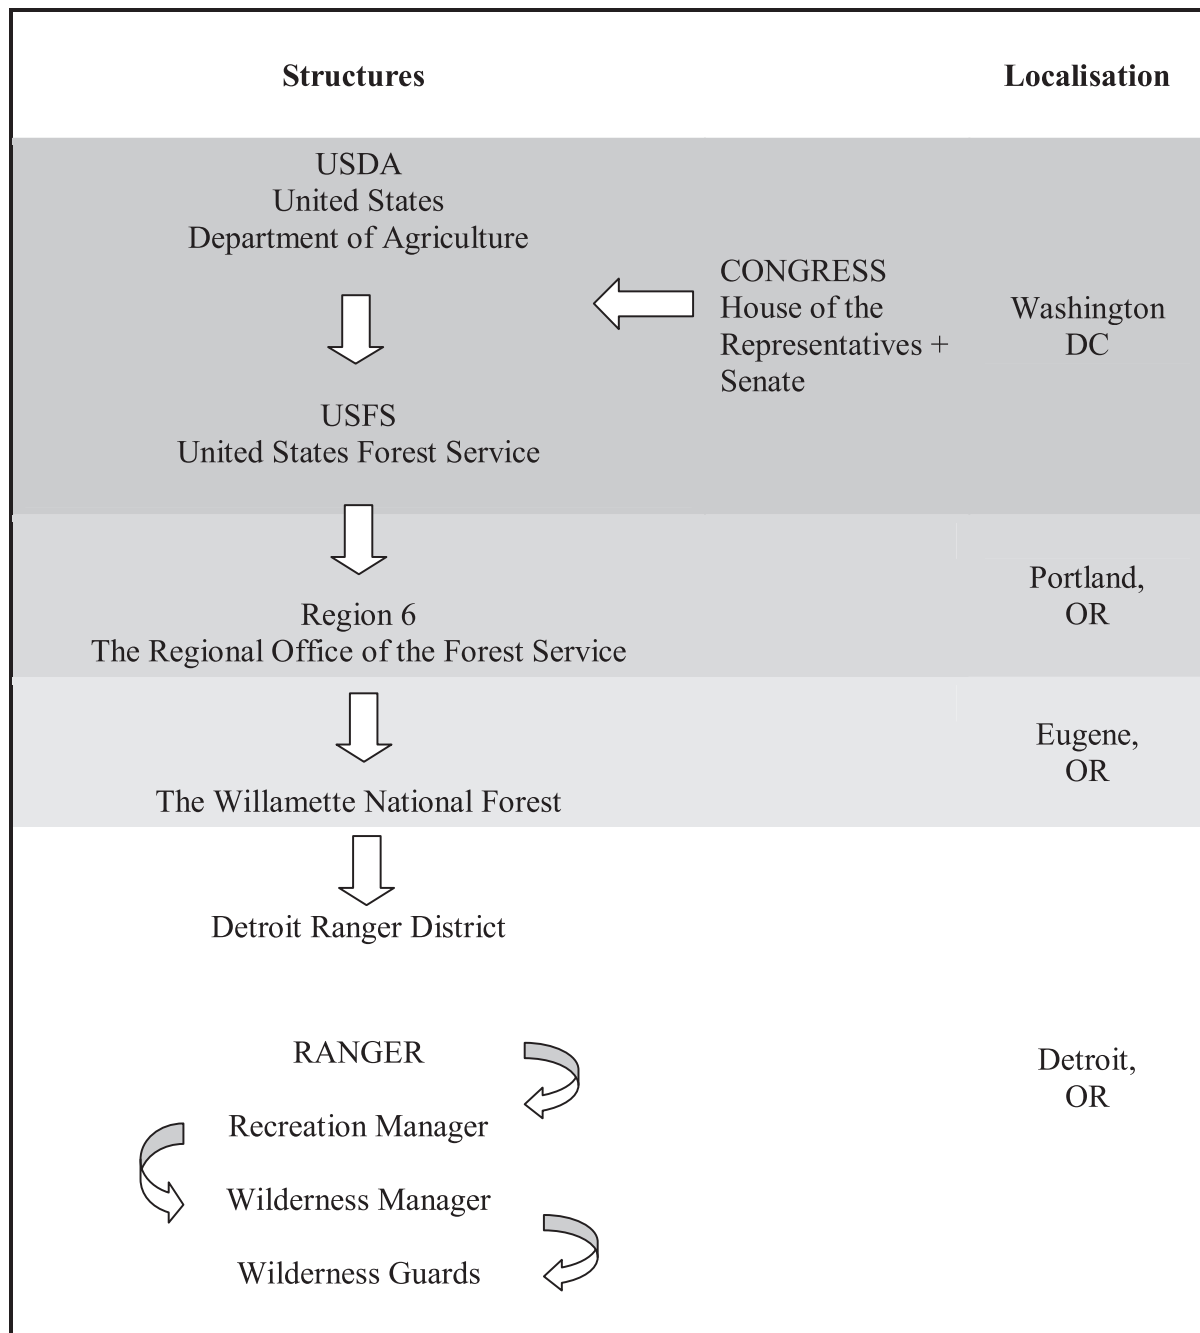 Structures
Localisation
USDA
United States
Department of Agriculture
CONGRESS
House of the
Representatives +
Senate
Washington
DC
USFS
United States Forest Service
Region 6
The Regional Office of the Forest Service
Portland,
OR
The Willamette National Forest
Eugene,
OR
Detroit Ranger District
RANGER
Recreation Manager
Wilderness Manager
Wilderness Guards
Detroit,
OR